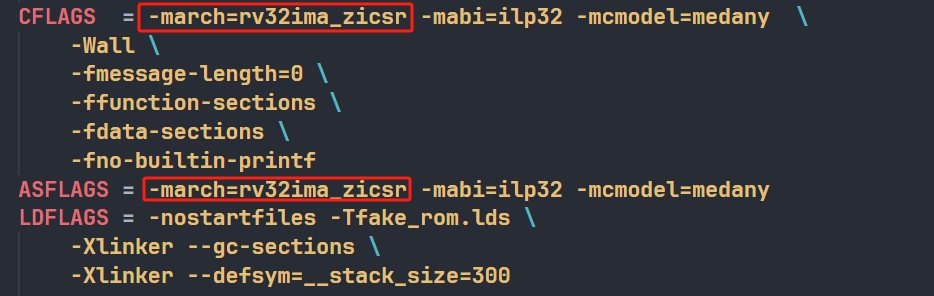 CFLAGS  = -march=rv32ima_zicsr -mabi=ilp32 -mcmodel=medany  \
    -Wall \
    -fmessage-length=0 \
    -ffunction-sections \
    -fdata-sections \
    -fno-builtin-printf
ASFLAGS = -march=rv32ima_zicsr -mabi=ilp32 -mcmodel=medany
LDFLAGS = -nostartfiles -Tfake_rom.lds \
    -Xlinker --gc-sections \
    -Xlinker --defsym=__stack_size=300